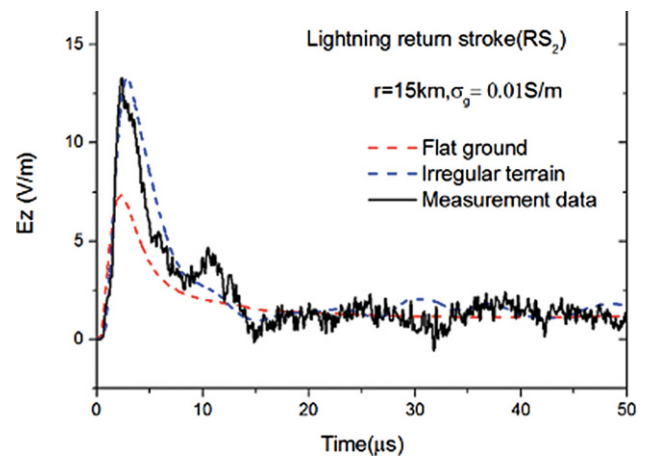 Lightning return stroke(RS₂)
r=15km,σg= 0.01S/m
Flat ground
Irregular terrain
Measurement data
Ez (V/m)
15
10
5
0
0 10 20 30 40 50
Time(μs)